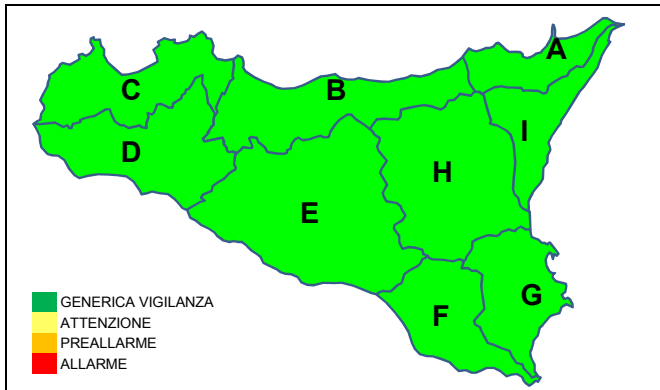 A
C
B
I
D
H
E
G
F
GENERICA VIGILANZA
ATTENZIONE
PREALLARME
ALLARME